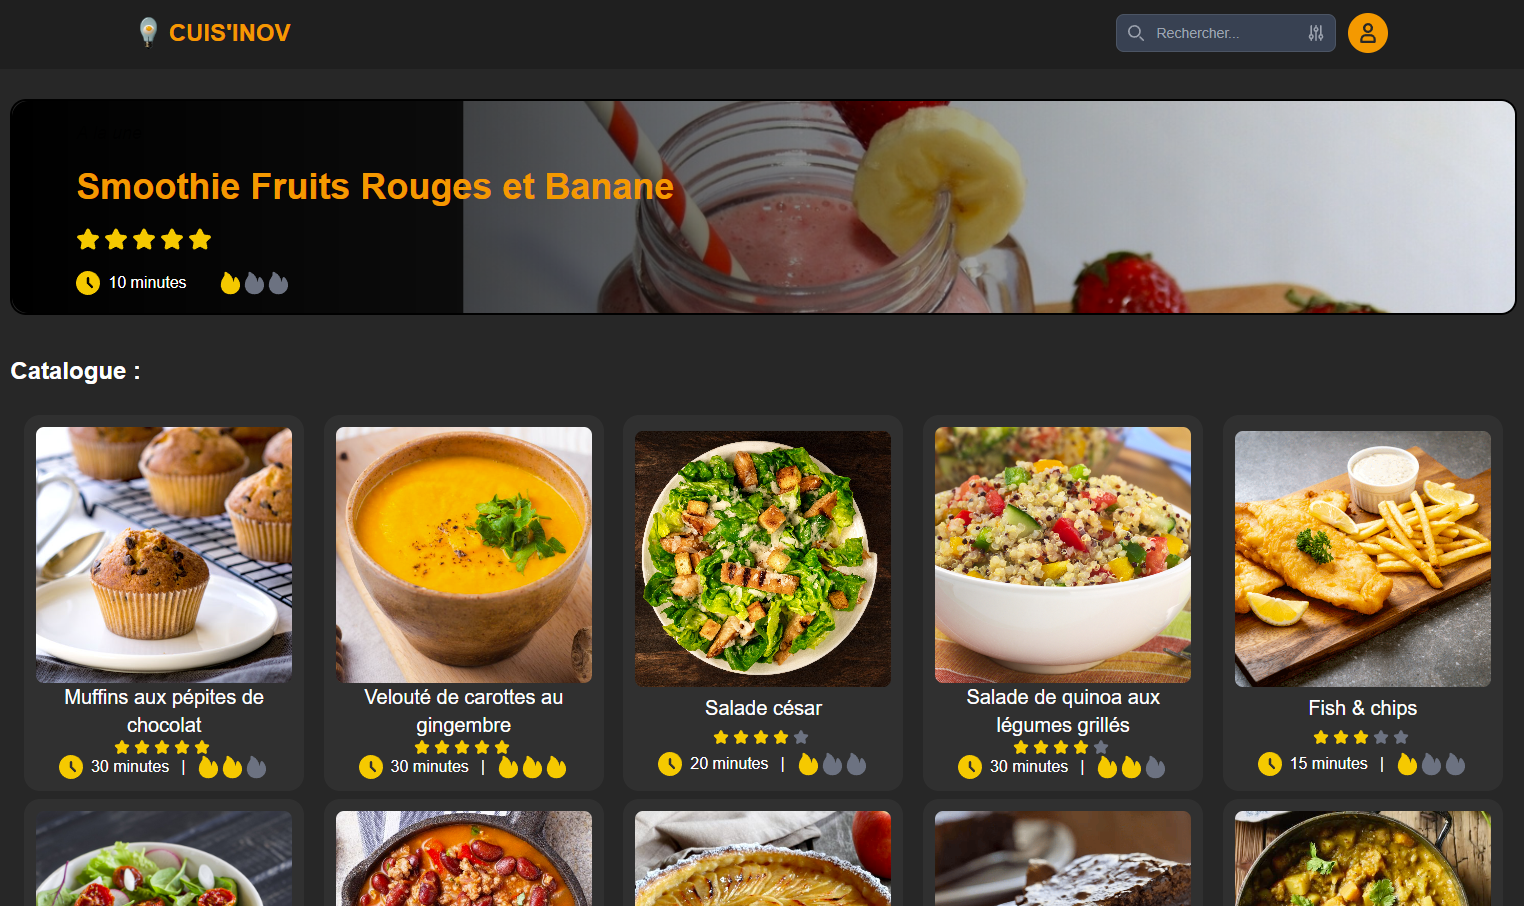 CUIS'INOV
Rechercher...
Smoothie Fruits Rouges et Banane
10 minutes
Catalogue :
Muffins aux pépites de
chocolat
30 minutes |
Velouté de carottes au
gingembre
30 minutes |
Salade césar
20 minutes |
Salade de quinoa aux
légumes grillés
30 minutes |
Fish & chips
15 minutes |